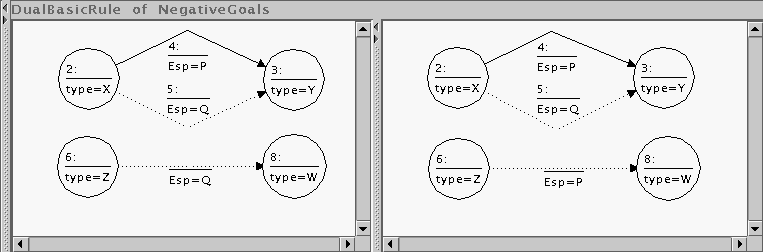 DualBasicRule of NegativeGoals
4:
Esp=P
2:
type=X
3:
type=Y
5:
Esp=Q
6:
type=Z
8:
type=W
Esp=Q
4:
Esp=P
2:
type=X
3:
type=Y
5:
Esp=Q
6:
type=Z
8:
type=W
Esp=P